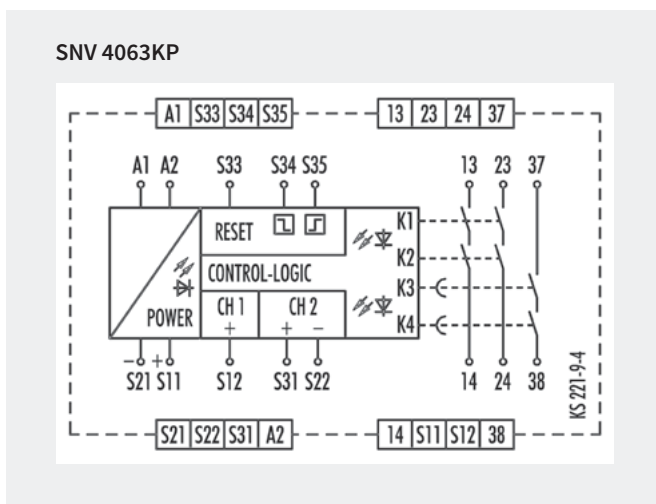 SNV 4063KP
A1 S33 S34 S35 13 23 24 37
A1 A2 S33 S34 S35 13 23 37
RESET K1
K2
CONTROL-LOGIC
K3
POWER CH 1 CH 2
+ + - K4
- + 
S21 S11 S12 S31 S22 14 24 38
KS 221-9-4
S21 S22 S31 A2 14 S11 S12 38